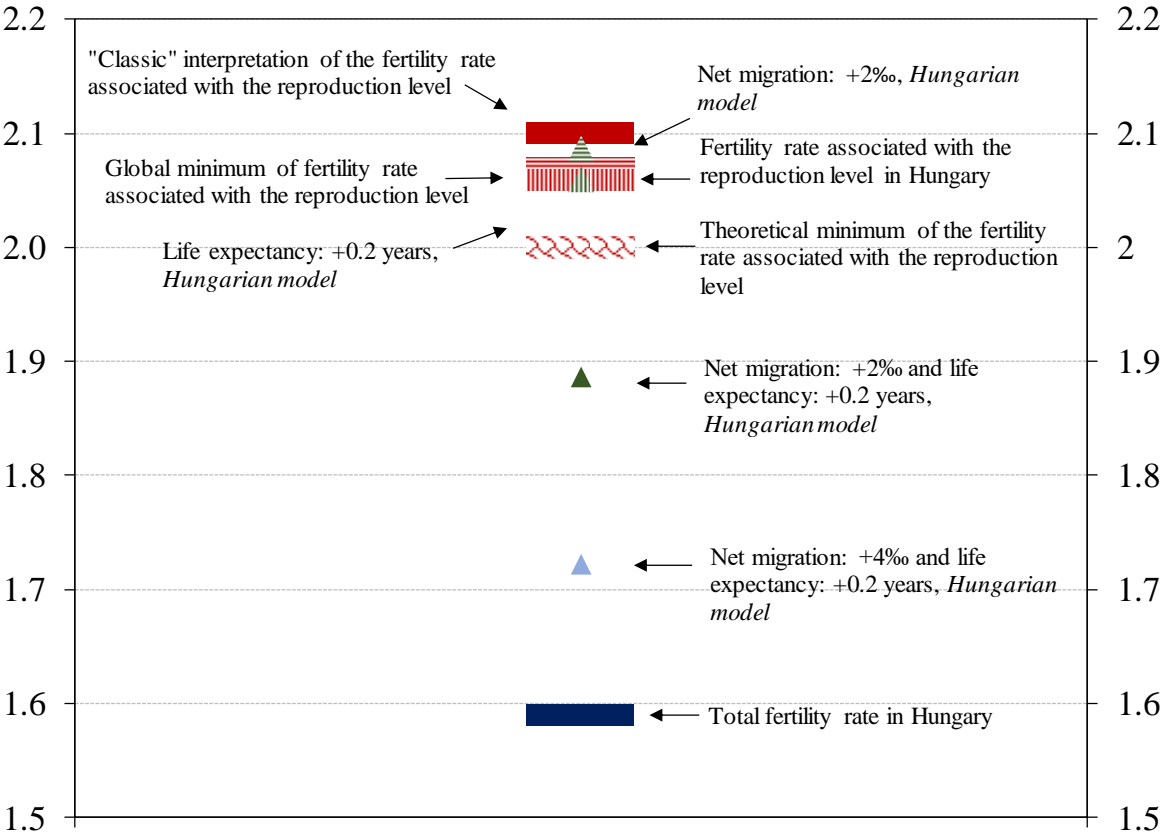 2.2
2.1
2.0
1.9
1.8
1.7
1.6
1.5
"Classic" interpretation of the fertility rate
associated with the reproduction level
Global minimum of fertility rate
associated with the reproduction level
Life expectancy: +0.2 years,
Hungarian model
Net migration: +2‰, Hungarian
model
Fertility rate associated with the
reproduction level in Hungary
Theoretical minimum of the fertility
rate associated with the reproduction
level
Net migration: +2‰ and life
expectancy: +0.2 years,
Hungarian model
Net migration: +4‰ and life
expectancy: +0.2 years, Hungarian
model
Total fertility rate in Hungary
2.2
2.1
2
1.9
1.8
1.7
1.6
1.5